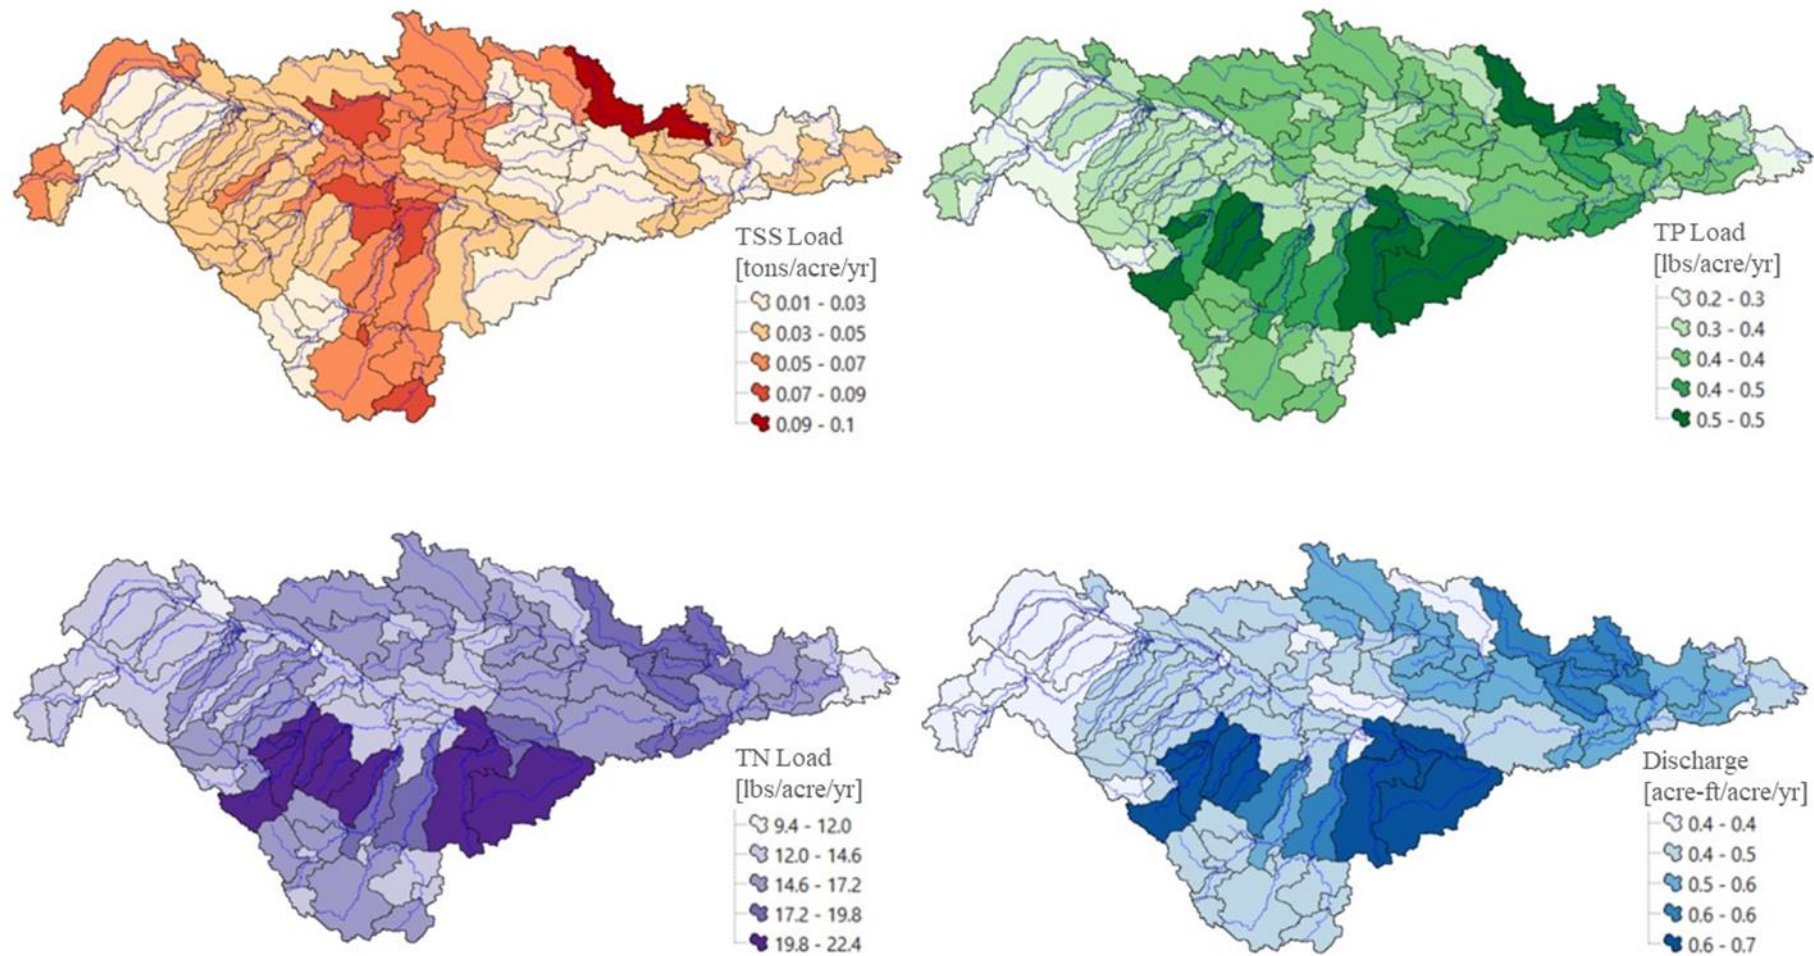 TSS Load
[tons/acre/yr]
0.01 - 0.03
0.03 - 0.05
0.05 - 0.07
0.07 - 0.09
0.09 - 0.1
TP Load
[lbs/acre/yr]
0.2 - 0.3
0.3 - 0.4
0.4 - 0.4
0.4 - 0.5
0.5 - 0.5
TN Load
[lbs/acre/yr]
9.4 - 12.0
12.0 - 14.6
14.6 - 17.2
17.2 - 19.8
19.8 - 22.4
Discharge
[acre-ft/acre/yr]
0.4 - 0.4
0.4 - 0.5
0.5 - 0.6
0.6 - 0.6
0.6 - 0.7